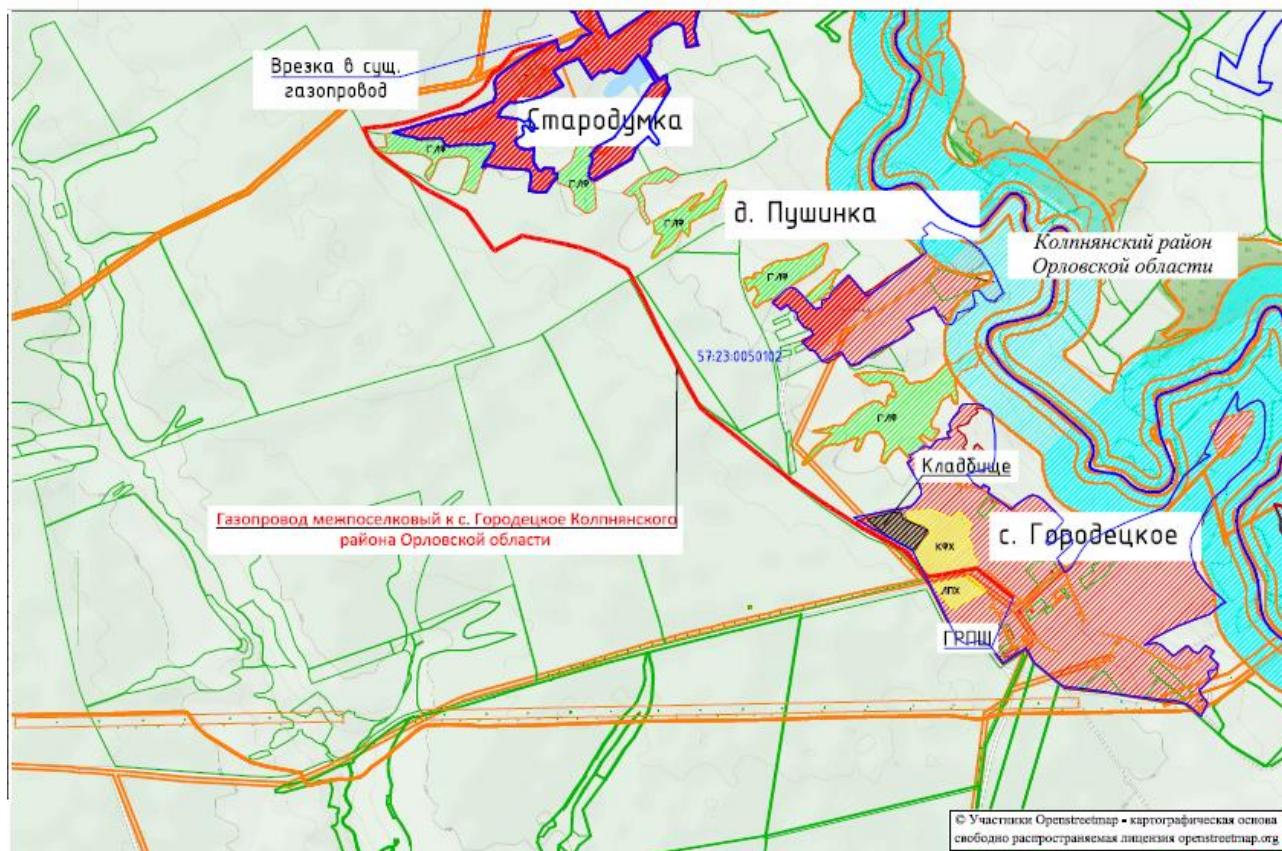 Врезка в сущ.
газопровод
Стародумка
ГЛФ
ГЛФ
ГЛФ
д. Пушинка
Колпнянский район
Орловской области
ГЛФ
57:23:0050102
ГЛФ
Кладбище
Газопровод межпоселковый к с. Городецкое Колпнянского
района Орловской области
с. Городецкое
КФХ
ЛПХ
ГРПШ
© Участники Openstreetmap - картографическая основа
свободно распространяемая лицензия openstreetmap.org